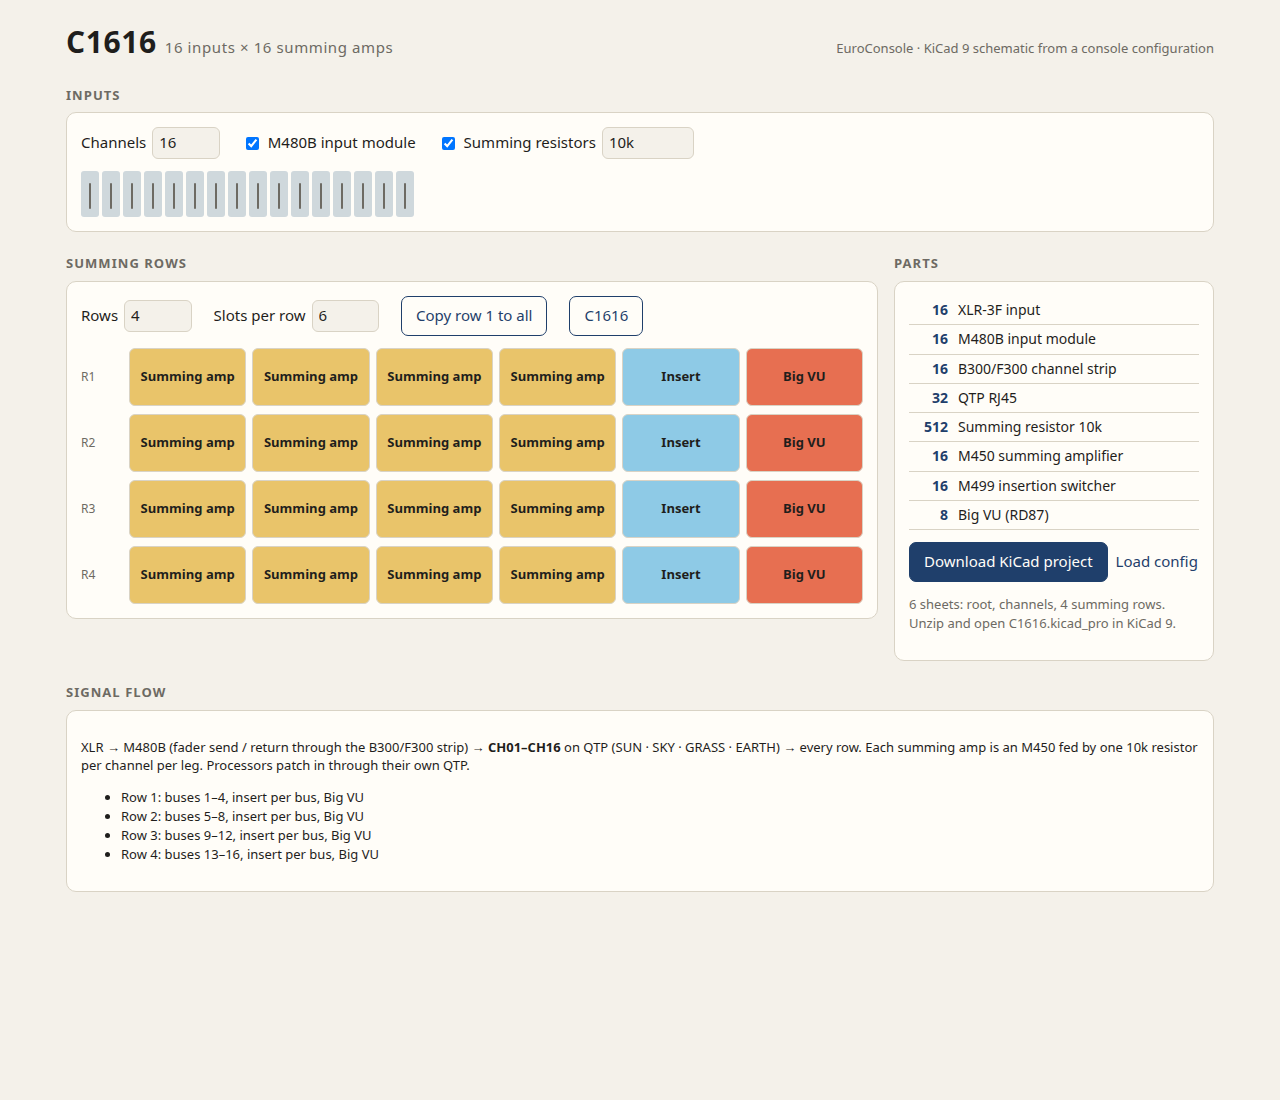 C1616 16 inputs × 16 summing amps
EuroConsole · KiCad 9 schematic from a console configuration
INPUTS
Channels 16 M480B input module Summing resistors 10k
SUMMING ROWS
Rows 4 Slots per row 6 Copy row 1 to all C1616
R1 Summing amp Summing amp Summing amp Summing amp Insert Big VU
R2 Summing amp Summing amp Summing amp Summing amp Insert Big VU
R3 Summing amp Summing amp Summing amp Summing amp Insert Big VU
R4 Summing amp Summing amp Summing amp Summing amp Insert Big VU
PARTS
16 XLR-3F input
16 M480B input module
16 B300/F300 channel strip
32 QTP RJ45
512 Summing resistor 10k
16 M450 summing amplifier
16 M499 insertion switcher
8 Big VU (RD87)
Download KiCad project Load config
6 sheets: root, channels, 4 summing rows.
Unzip and open C1616.kicad_pro in KiCad 9.
SIGNAL FLOW
XLR → M480B (fader send / return through the B300/F300 strip) → CH01–CH16 on QTP (SUN · SKY · GRASS · EARTH) → every row. Each summing amp is an M450 fed by one 10k resistor
per channel per leg. Processors patch in through their own QTP.
• Row 1: buses 1–4, insert per bus, Big VU
• Row 2: buses 5–8, insert per bus, Big VU
• Row 3: buses 9–12, insert per bus, Big VU
• Row 4: buses 13–16, insert per bus, Big VU